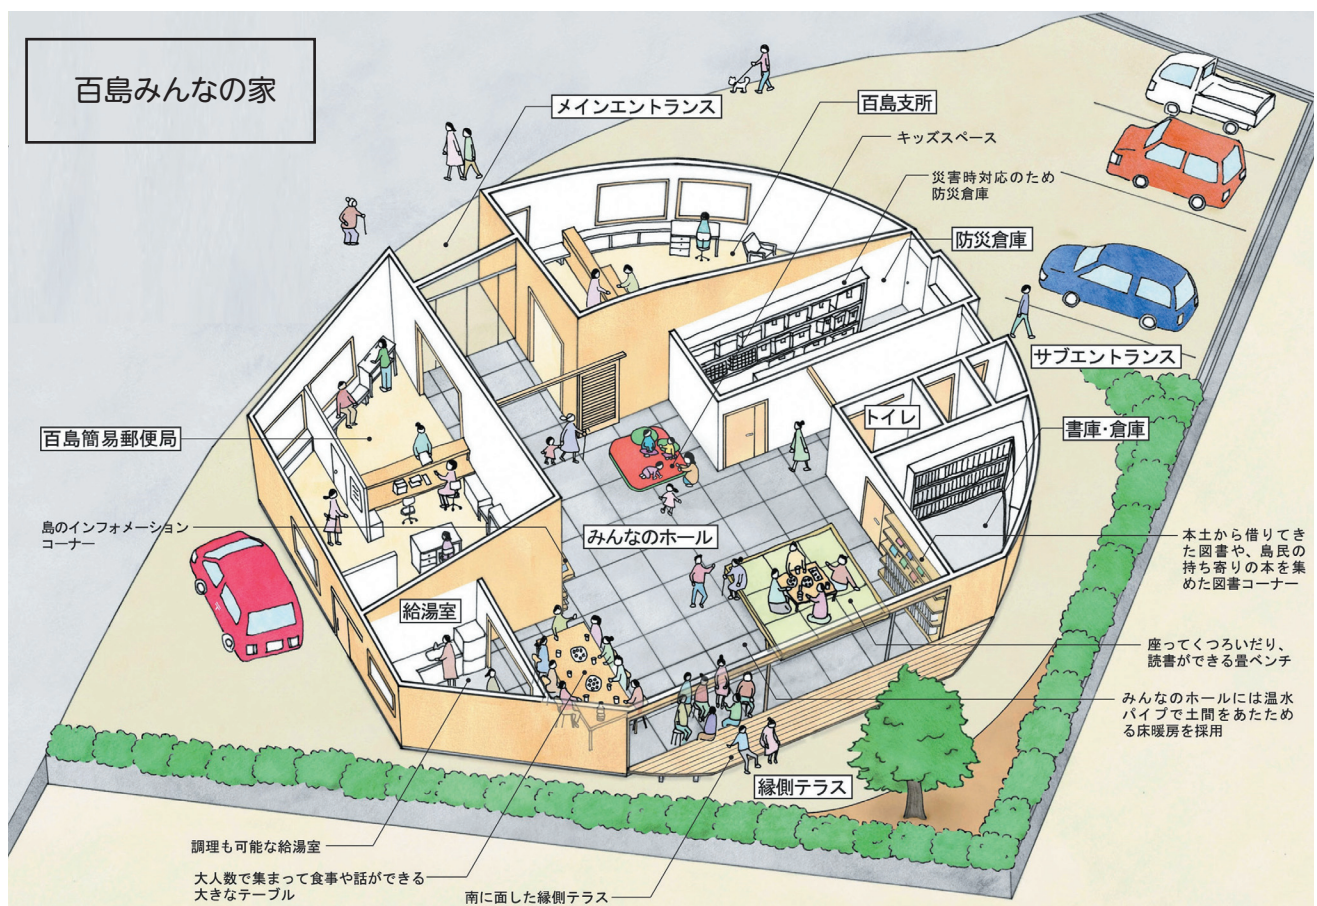 百島みんなの家
メインエントランス
百島支所
キッズスペース
災害時対応のため
防災倉庫
防災倉庫
サブエントランス
トイレ
書庫・倉庫
百島簡易郵便局
島のインフォメーション
コーナー
みんなのホール
本土から借りてき
た図書や、島民の
持ち寄りの本を集
めた図書コーナー
給湯室
座ってくつろいだり、
読書ができる畳ベンチ
みんなのホールには温水
パイプで土間をあたため
る床暖房を採用
縁側テラス
調理も可能な給湯室
大人数で集まって食事や話ができる
大きなテーブル
南に面した縁側テラス